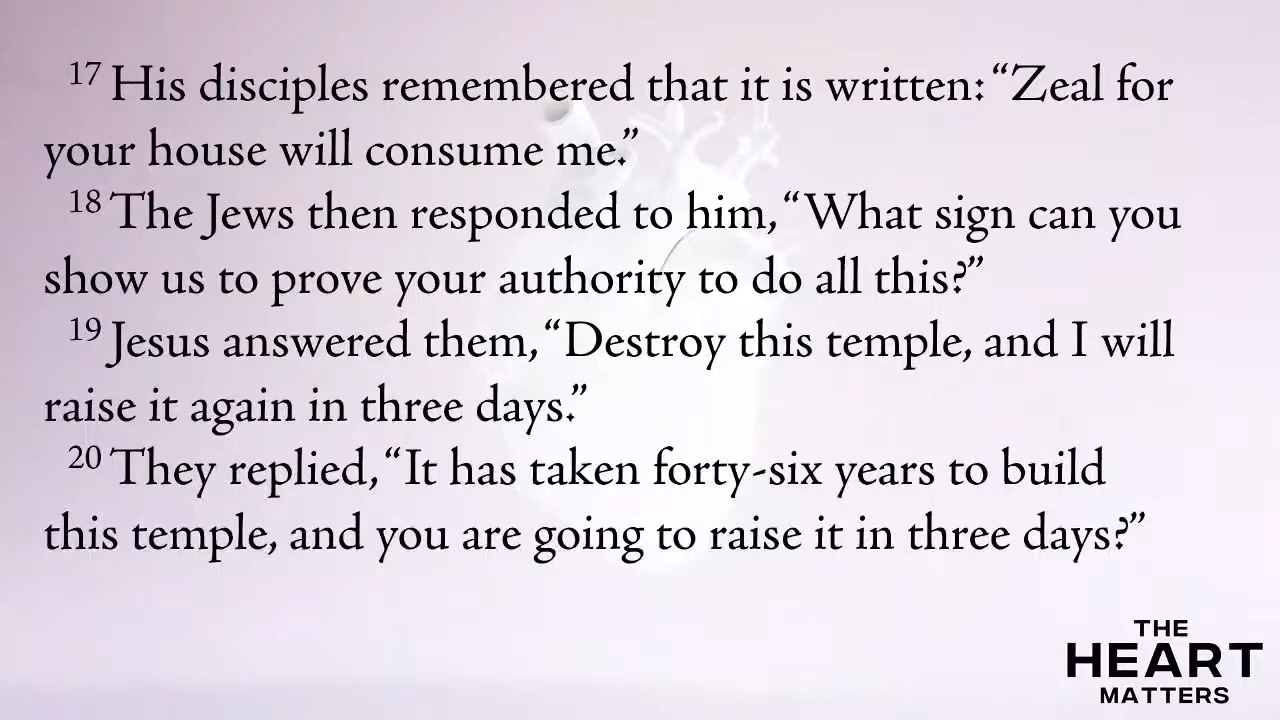 17 His disciples remembered that it is written: “Zeal for
your house will consume me.”
18 The Jews then responded to him, “What sign can you
show us to prove your authority to do all this?”
19 Jesus answered them, “Destroy this temple, and I will
raise it again in three days.”
20 They replied, “It has taken forty-six years to build
this temple, and you are going to raise it in three days?”
THE
HEART
MATTERS